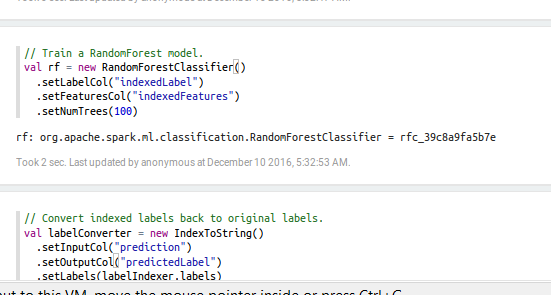 // Train a RandomForest model.
val rf = new RandomForestClassifier()
.setLabelCol("indexedLabel")
.setFeaturesCol("indexedFeatures")
.setNumTrees(100)
rf: org.apache.spark.ml.classification.RandomForestClassifier = rfc_39c8a9fa5b7e
Took 2 sec. Last updated by anonymous at December 10 2016, 5:32:53 AM.
// Convert indexed labels back to original labels.
val labelConverter = new IndexToString()
.setInputCol("prediction")
.setOutputCol("predictedLabel")
.setLabels(labelIndexer.labels)
to this VM, move the mouse pointer inside or press Ctrl+G